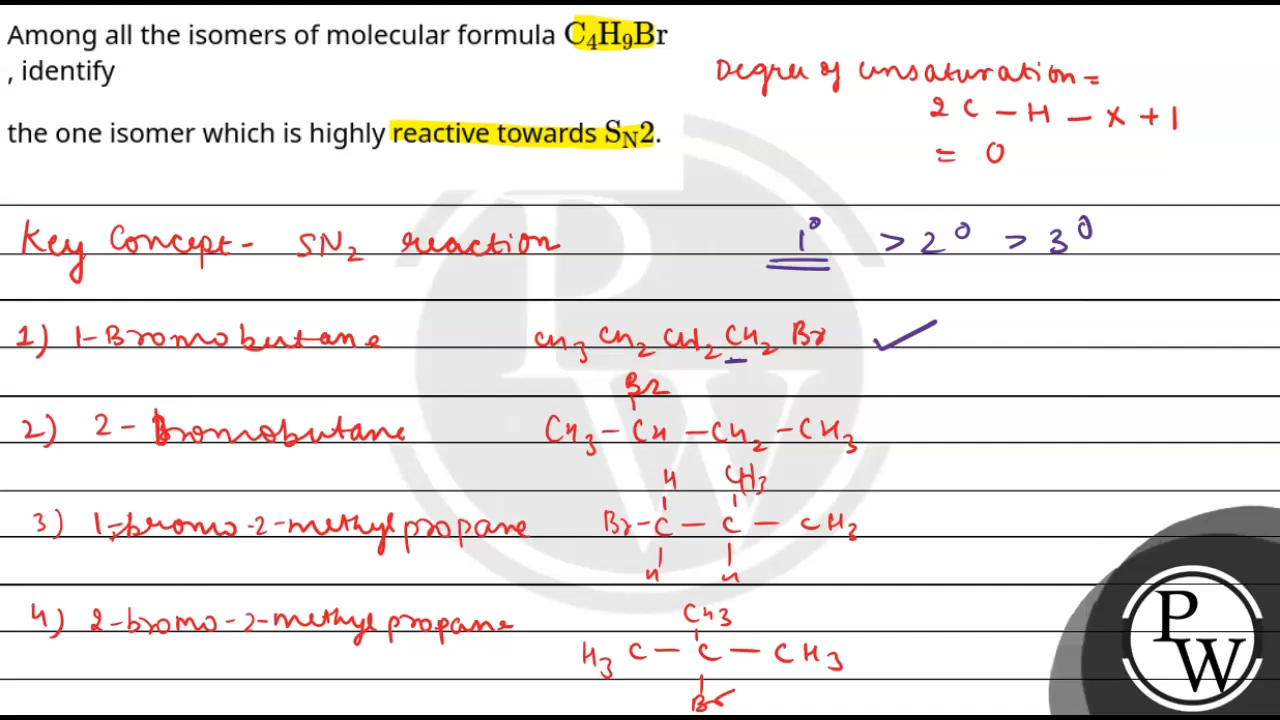 Among all the isomers of molecular formula C₄H₉Br
, identify
the one isomer which is highly reactive towards S_N2.
Degree of unsaturation =
2C - H - X + 1
= 0
Key Concept - SN₂ reaction
1° > 2° > 3°
1) 1-Bromobutane CH₃ CH₂ CH₂ CH₂ Br ✓
Br
2) 2-bromobutane CH₃-CH-CH₂-CH₃
H CH₃
3) 1-bromo-2-methylpropane Br-C-C-CH₃
H H
CH₃
4) 2-bromo-2-methylpropane
H₃C-C-CH₃
Br
P
W
P
W